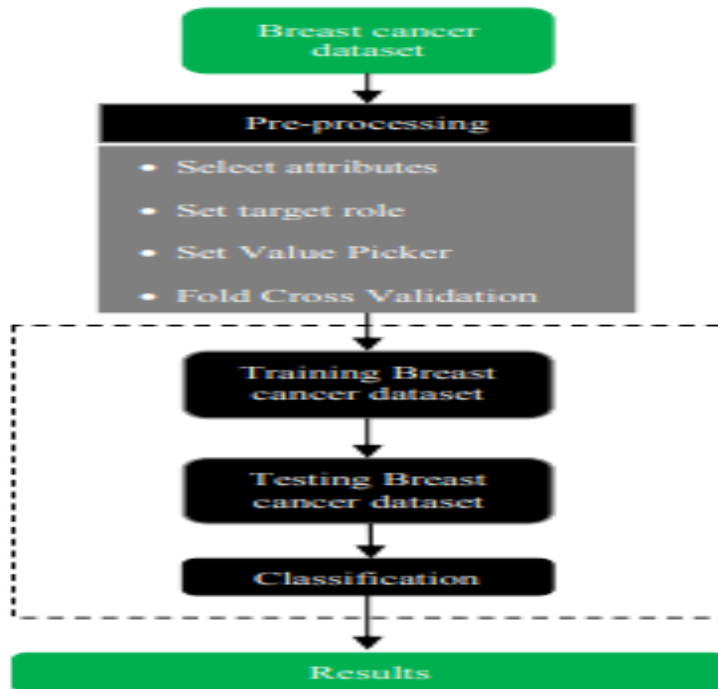 Breast cancer
dataset
Pre-processing
• Select attributes
• Set target role
• Set Value Picker
• Fold Cross Validation
Training Breast
cancer dataset
Testing Breast
cancer dataset
Classification
Results